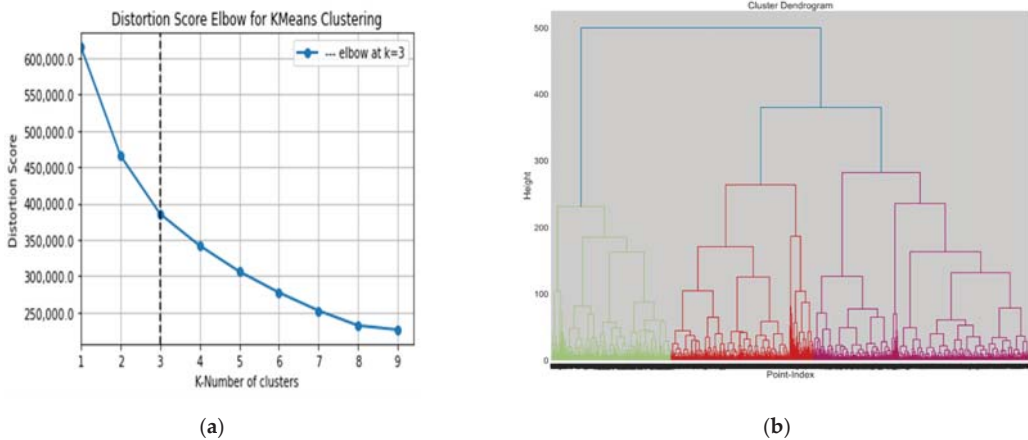 Distortion Score Elbow for KMeans Clustering
600,000.0
550,000.0
500,000.0
450,000.0
400,000.0
350,000.0
300,000.0
250,000.0
Distortion Score
--- elbow at k=3
1 2 3 4 5 6 7 8 9
K-Number of clusters
(a)
Cluster Dendrogram
500
400
300
200
100
0
Height
Point-Index
(b)